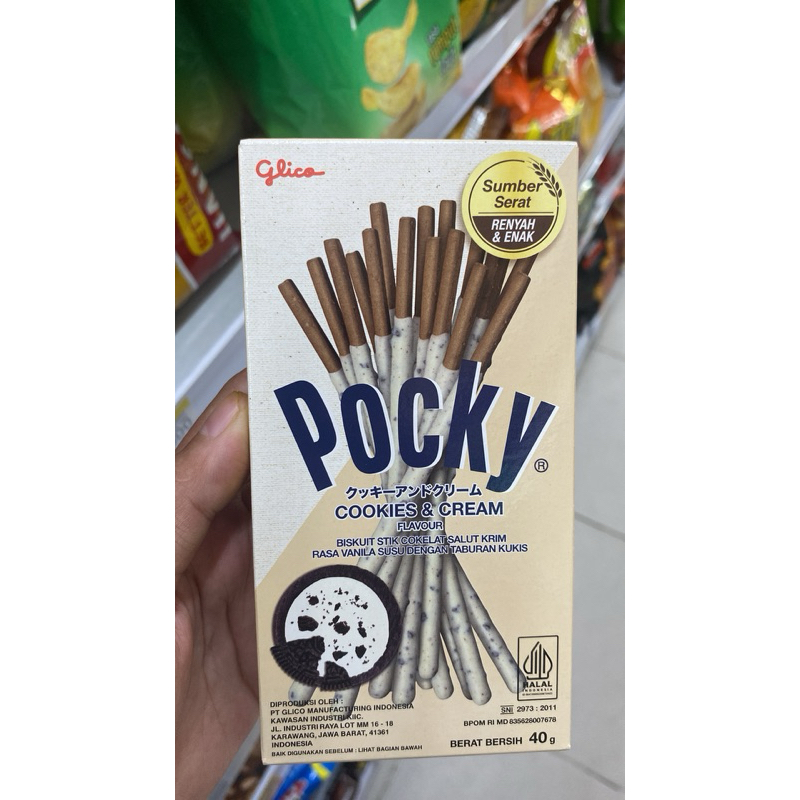 Glico
Sumber
Serat
RENYAH
& ENAK
Pocky®
クッキーアンドクリーム
COOKIES & CREAM
FLAVOUR
BISKUIT STIK COKELAT SALUT KRIM
RASA VANILA SUSU DENGAN TABURAN KUKIS
HALAL
INDONESIA
DIPRODUKSI OLEH :
PT GLICO MANUFACTURING INDONESIA
KAWASAN INDUSTRI KIIC.
JL. INDUSTRI RAYA LOT MM 16 - 18
KARAWANG, JAWA BARAT, 41361
INDONESIA
BAIK DIGUNAKAN SEBELUM : LIHAT BAGIAN BAWAH
SNI 2973 : 2011
BPOM RI MD 835628007678
BERAT BERSIH 40 g